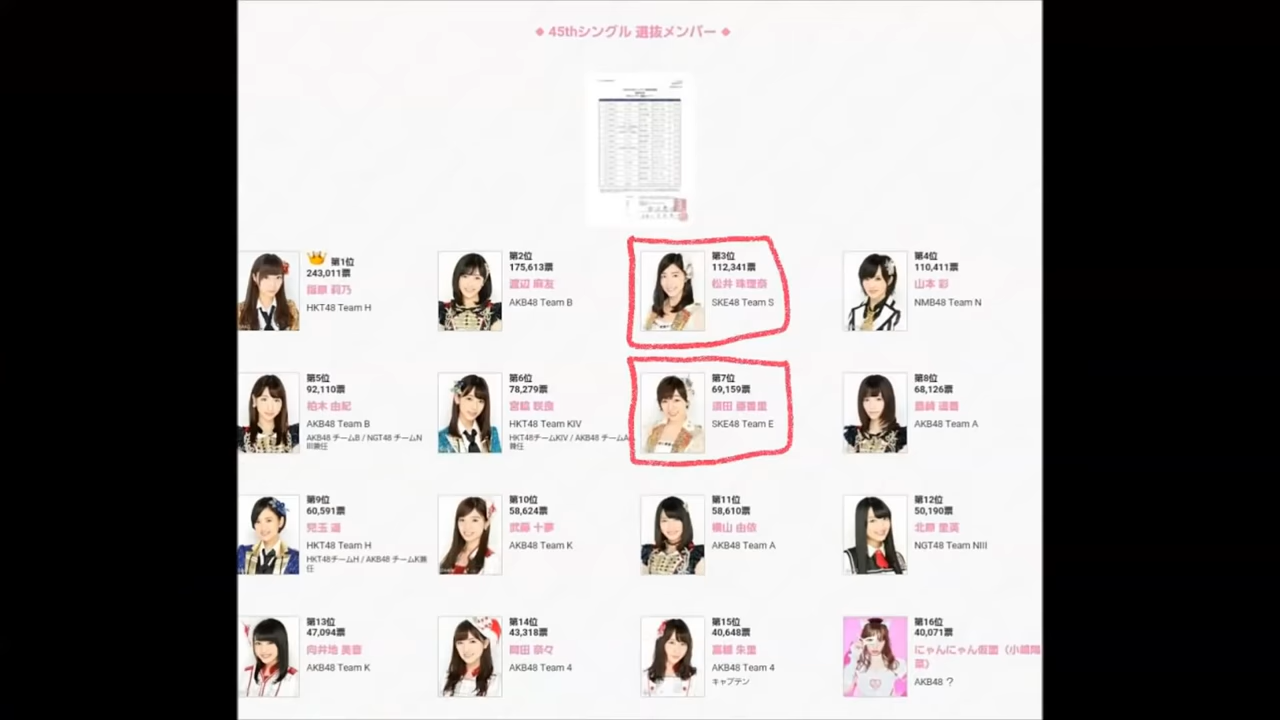 ◆ 45thシングル 選抜メンバー ◆
第1位
243,011票
指原 莉乃
HKT48 Team H
第2位
175,613票
渡辺 麻友
AKB48 Team B
第3位
112,341票
松井 珠理奈
SKE48 Team S
第4位
110,411票
山本 彩
NMB48 Team N
第5位
92,110票
柏木 由紀
AKB48 Team B
AKB48 チームB / NGT48 チームN
III兼任
第6位
78,279票
宮脇 咲良
HKT48 Team KIV
HKT48チームKIV / AKB48 チームA
兼任
第7位
69,159票
須田 亜香里
SKE48 Team E
第8位
68,126票
島崎 遥香
AKB48 Team A
第9位
60,591票
兒玉 遥
HKT48 Team H
HKT48チームH / AKB48 チームK兼
任
第10位
58,624票
武藤 十夢
AKB48 Team K
第11位
58,610票
横山 由依
AKB48 Team A
第12位
50,190票
北原 里英
NGT48 Team NIII
第13位
47,094票
向井地 美音
AKB48 Team K
第14位
43,318票
岡田 奈々
AKB48 Team 4
第15位
40,648票
高橋 朱里
AKB48 Team 4
キャプテン
第16位
40,071票
にゃんにゃん仮面（小嶋陽
菜）
AKB48 ？